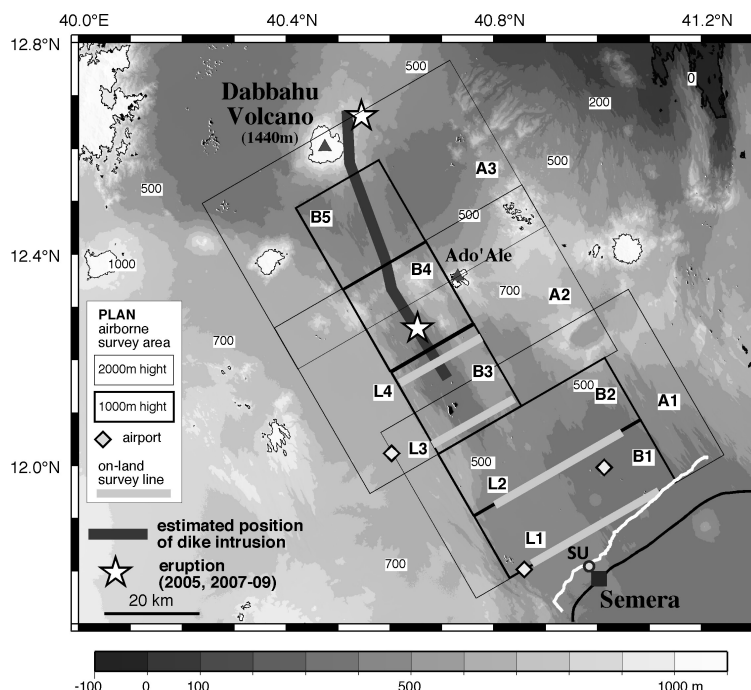 40.0°E 40.4°E 40.8°E 41.2°E
12.8°N
12.4°N
12.0°N
500
0
200
Dabbahu
Volcano
(1440m)
A3
500
500
B5
500
Ado'Ale
B4
1000
700
A2
PLAN
airborne
survey area
2000m hight
1000m hight
airport
on-land
survey line
700
B3
L4
500
B2
A1
L3
500
B1
L2
L1
estimated position
of dike intrusion
eruption
(2005, 2007-09)
700
SU
Semera
20 km
-100 0 100 500 1000 m